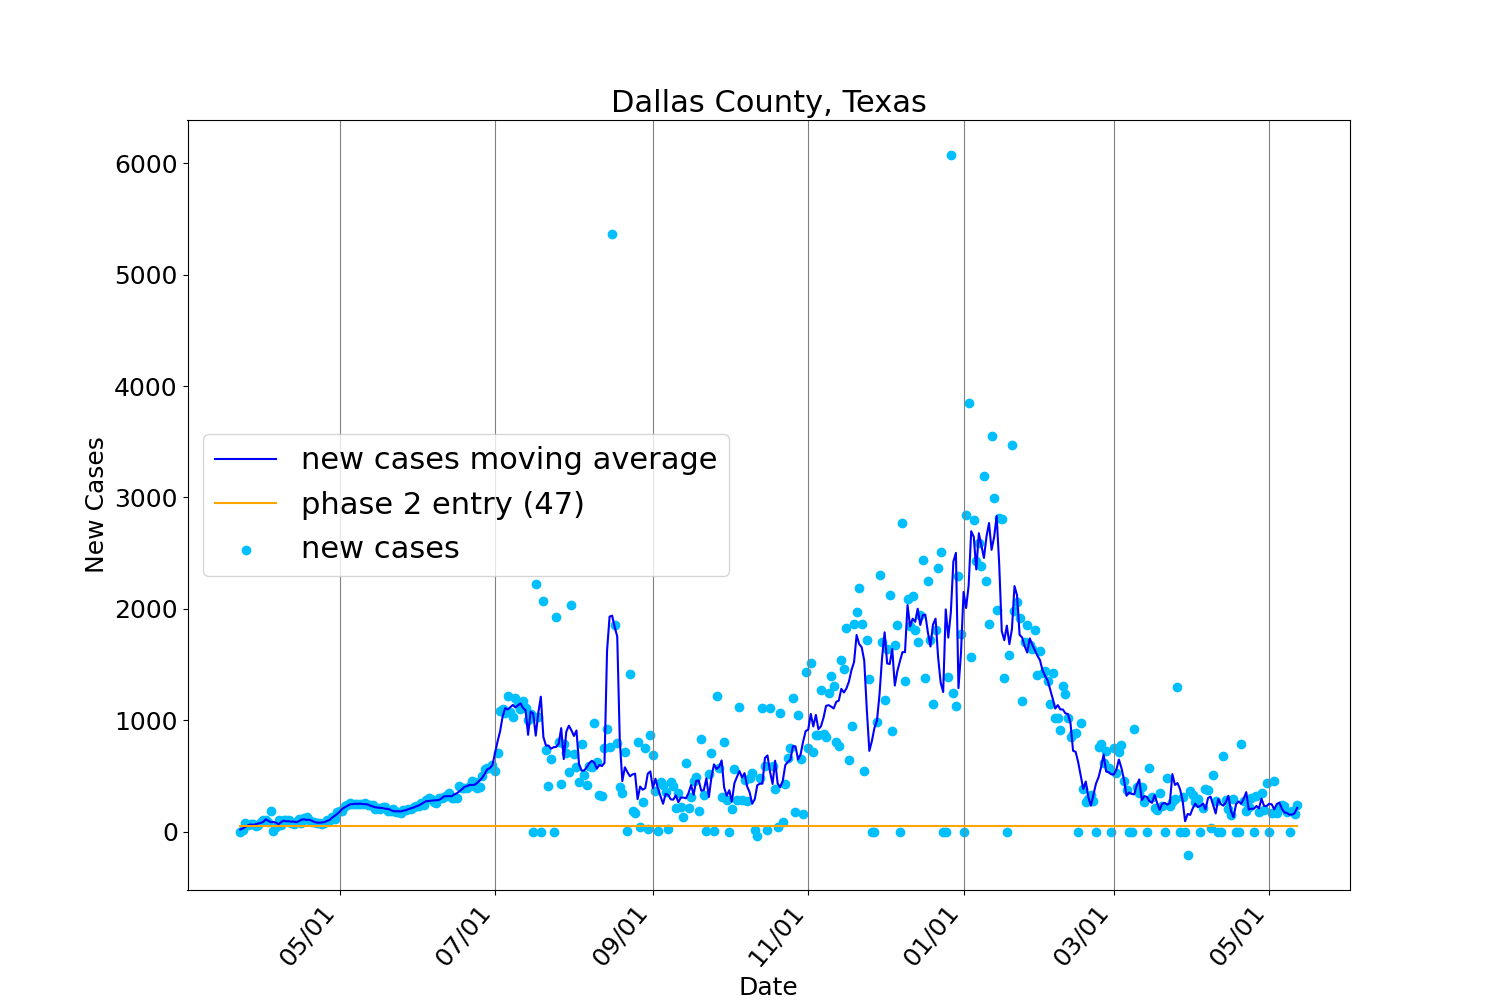 Dallas County, Texas
6000
5000
4000
3000
2000
1000
0
New Cases
new cases moving average
phase 2 entry (47)
new cases
05/01
07/01
09/01
11/01
01/01
03/01
05/01
Date